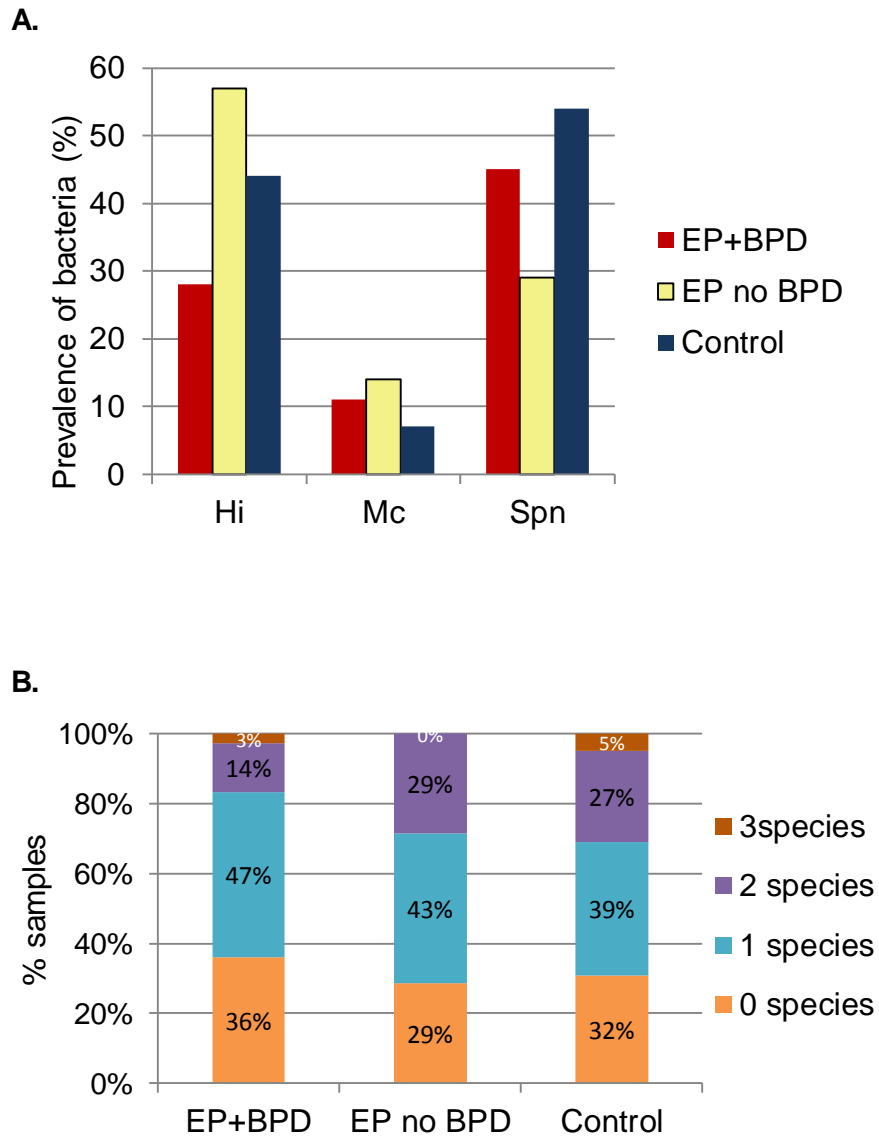 A.
Prevalence of bacteria (%)
60
50
40
30
20
10
0
Hi Mc Spn
EP+BPD
EP no BPD
Control
B.
% samples
100%
80%
60%
40%
20%
0%
3% 0% 5%
14% 29% 27%
47% 43% 39%
36% 29% 32%
EP+BPD EP no BPD Control
3species
2 species
1 species
0 species